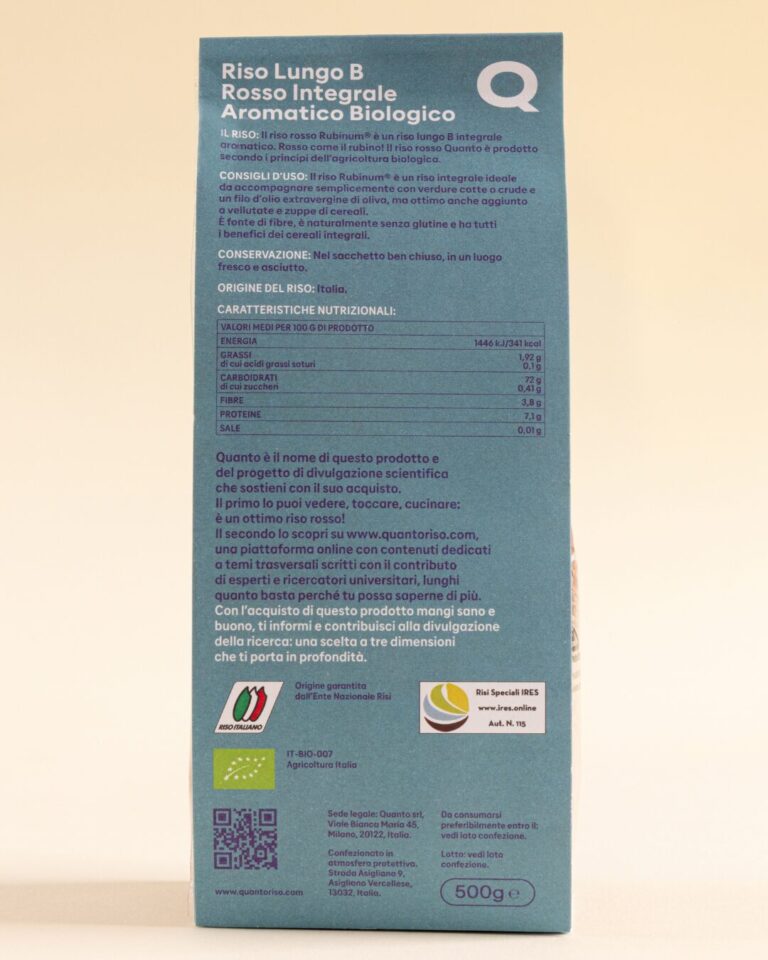 Riso Lungo B
Rosso Integrale
Aromatico Biologico
Q
IL RISO: Il riso rosso Rubinum® è un riso lungo B integrale
aromatico. Rosso come il rubino! Il riso rosso Quanto è prodotto
secondo i principi dell'agricoltura biologica.
CONSIGLI D'USO: Il riso Rubinum® è un riso integrale ideale
da accompagnare semplicemente con verdure cotte o crude e
un filo d'olio extravergine di oliva, ma ottimo anche aggiunto
a vellutate e zuppe di cereali.
È fonte di fibre, è naturalmente senza glutine e ha tutti
i benefici dei cereali integrali.
CONSERVAZIONE: Nel sacchetto ben chiuso, in un luogo
fresco e asciutto.
ORIGINE DEL RISO: Italia.
CARATTERISTICHE NUTRIZIONALI:
VALORI MEDI PER 100 G DI PRODOTTO
ENERGIA 1446 kJ/341 kcal
GRASSI 1,92 g
di cui acidi grassi saturi 0,1 g
CARBOIDRATI 72 g
di cui zuccheri 0,41 g
FIBRE 3,8 g
PROTEINE 7,1 g
SALE 0,01 g
Quanto è il nome di questo prodotto e
del progetto di divulgazione scientifica
che sostieni con il suo acquisto.
Il primo lo puoi vedere, toccare, cucinare:
è un ottimo riso rosso!
Il secondo lo scopri su www.quantoriso.com,
una piattaforma online con contenuti dedicati
a temi trasversali scritti con il contributo
di esperti e ricercatori universitari, lunghi
quanto basta perché tu possa saperne di più.
Con l'acquisto di questo prodotto mangi sano e
buono, ti informi e contribuisci alla divulgazione
della ricerca: una scelta a tre dimensioni
che ti porta in profondità.
RISO ITALIANO
Origine garantita
dall'Ente Nazionale Risi
Risi Speciali IRES
www.ires.online
Aut. N. 115
IT-BIO-007
Agricoltura Italia
www.quantoriso.com
Sede legale: Quanto srl,
Viale Bianca Maria 45,
Milano, 20122, Italia.
Confezionato in
atmosfera protettiva.
Strada Asigliano 9,
Asigliano Vercellese,
13032, Italia.
Da consumarsi
preferibilmente entro il:
vedi lato confezione.
Lotto: vedi lato
confezione.
500g e